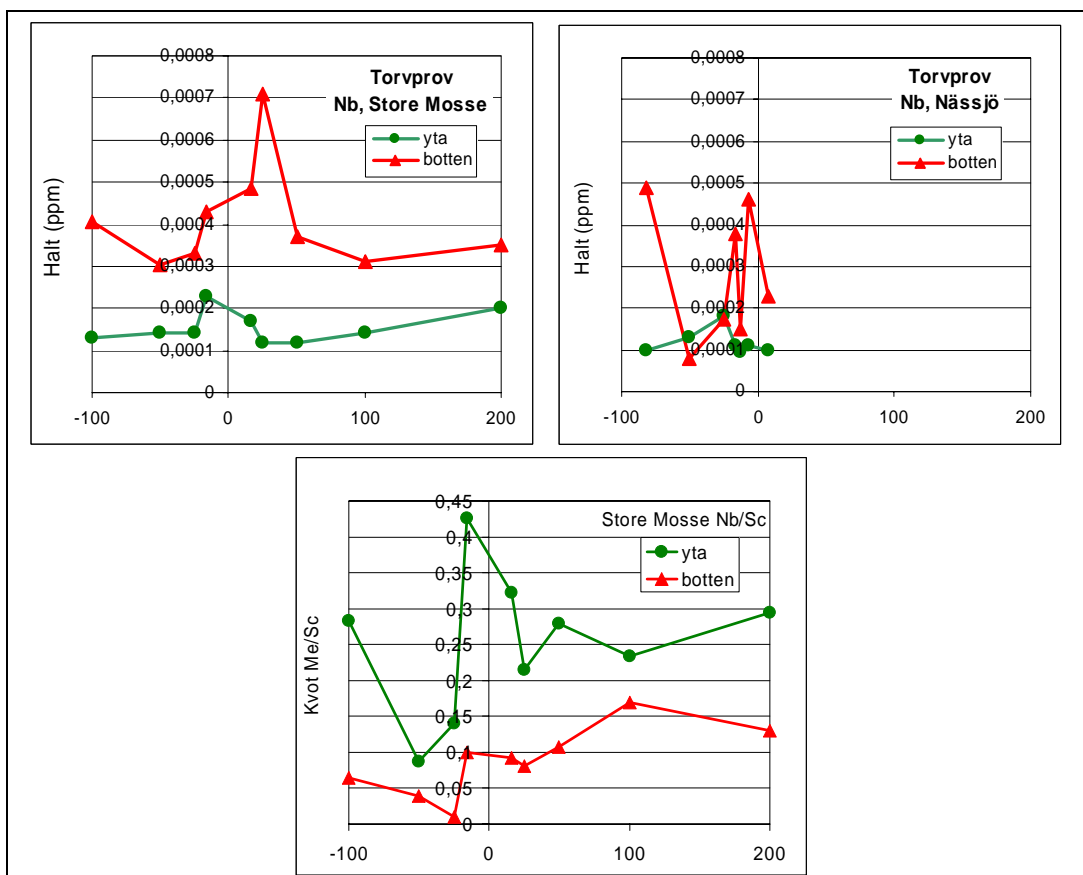 Torvprov
Nb, Store Mosse
yta
botten
Halt (ppm)
0,0008
0,0007
0,0006
0,0005
0,0004
0,0003
0,0002
0,0001
0
-100 0 100 200
Torvprov
Nb, Nässjö
yta
botten
Halt (ppm)
0,0008
0,0007
0,0006
0,0005
0,0004
0,0003
0,0002
0,0001
0
-100 0 100 200
Store Mosse Nb/Sc
yta
botten
Kvot Me/Sc
0,45
0,4
0,35
0,3
0,25
0,2
0,15
0,1
0,05
0
-100 0 100 200